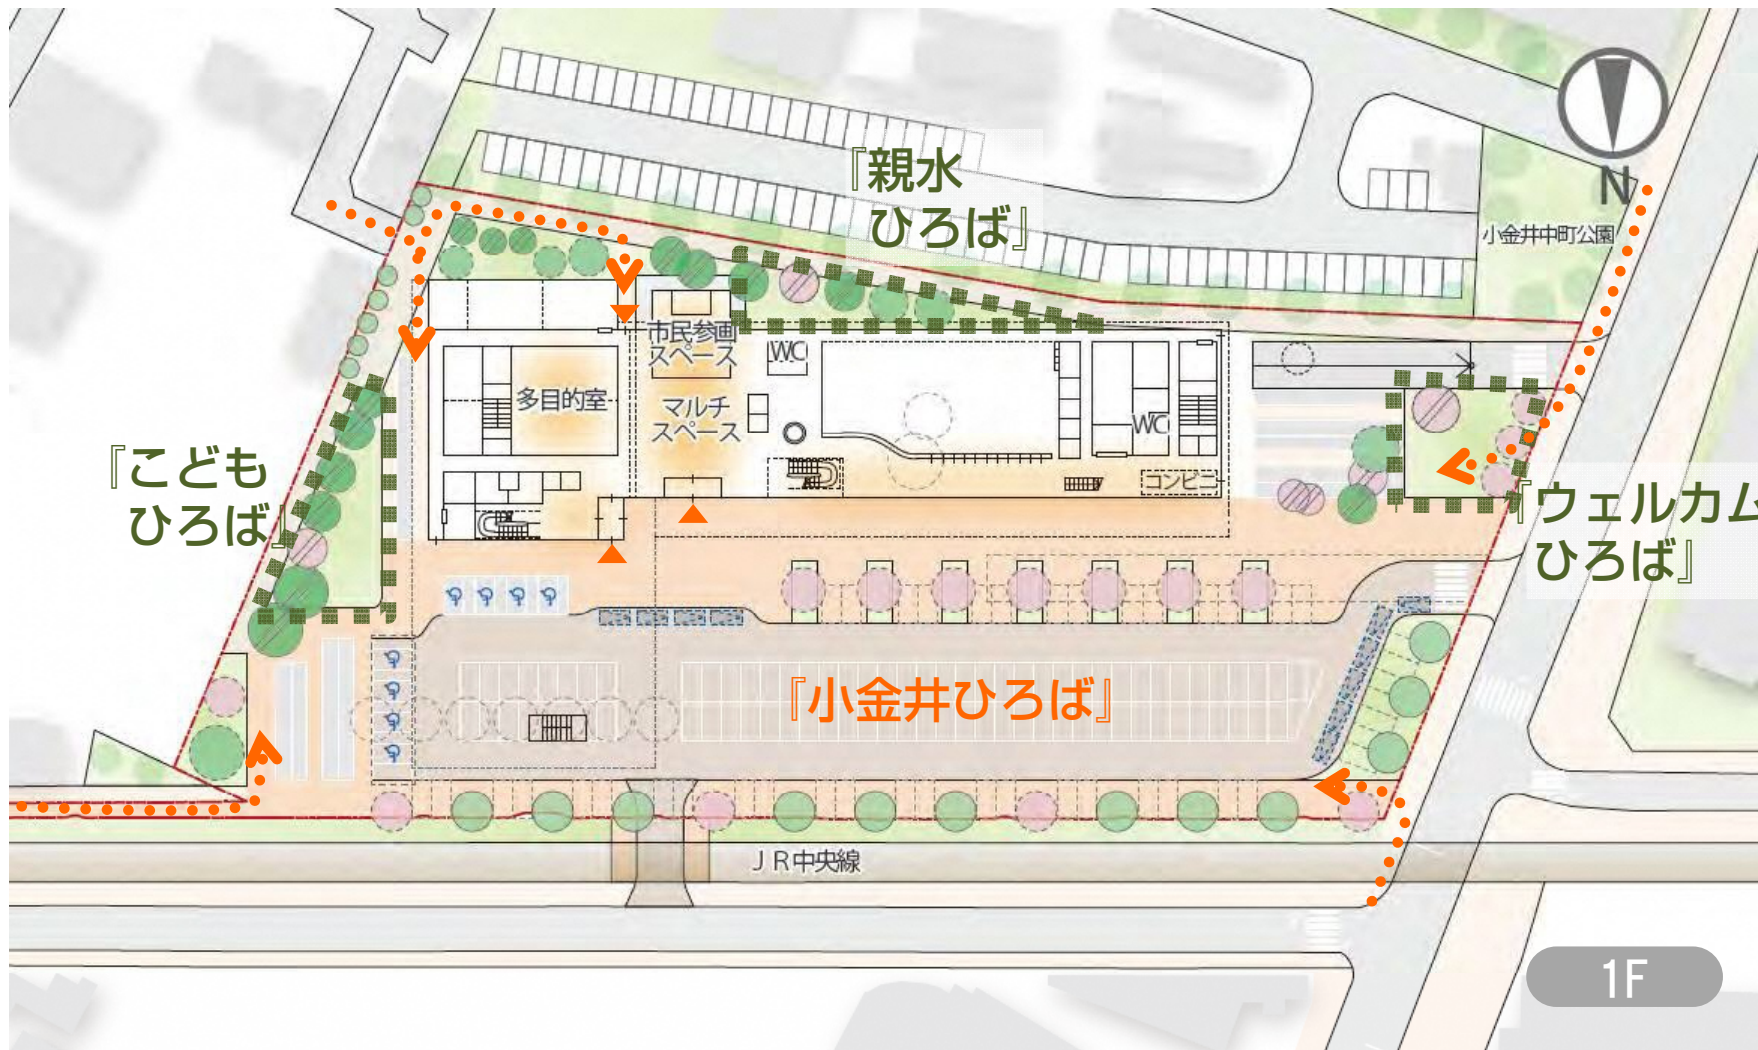 N
小金井中町公園
『親水
ひろば』
市民参画
スペース
WC
多目的室
マルチ
スペース
WC
コンビニ
『こども
ひろば』
『ウェルカム
ひろば』
『小金井ひろば』
JR中央線
1F